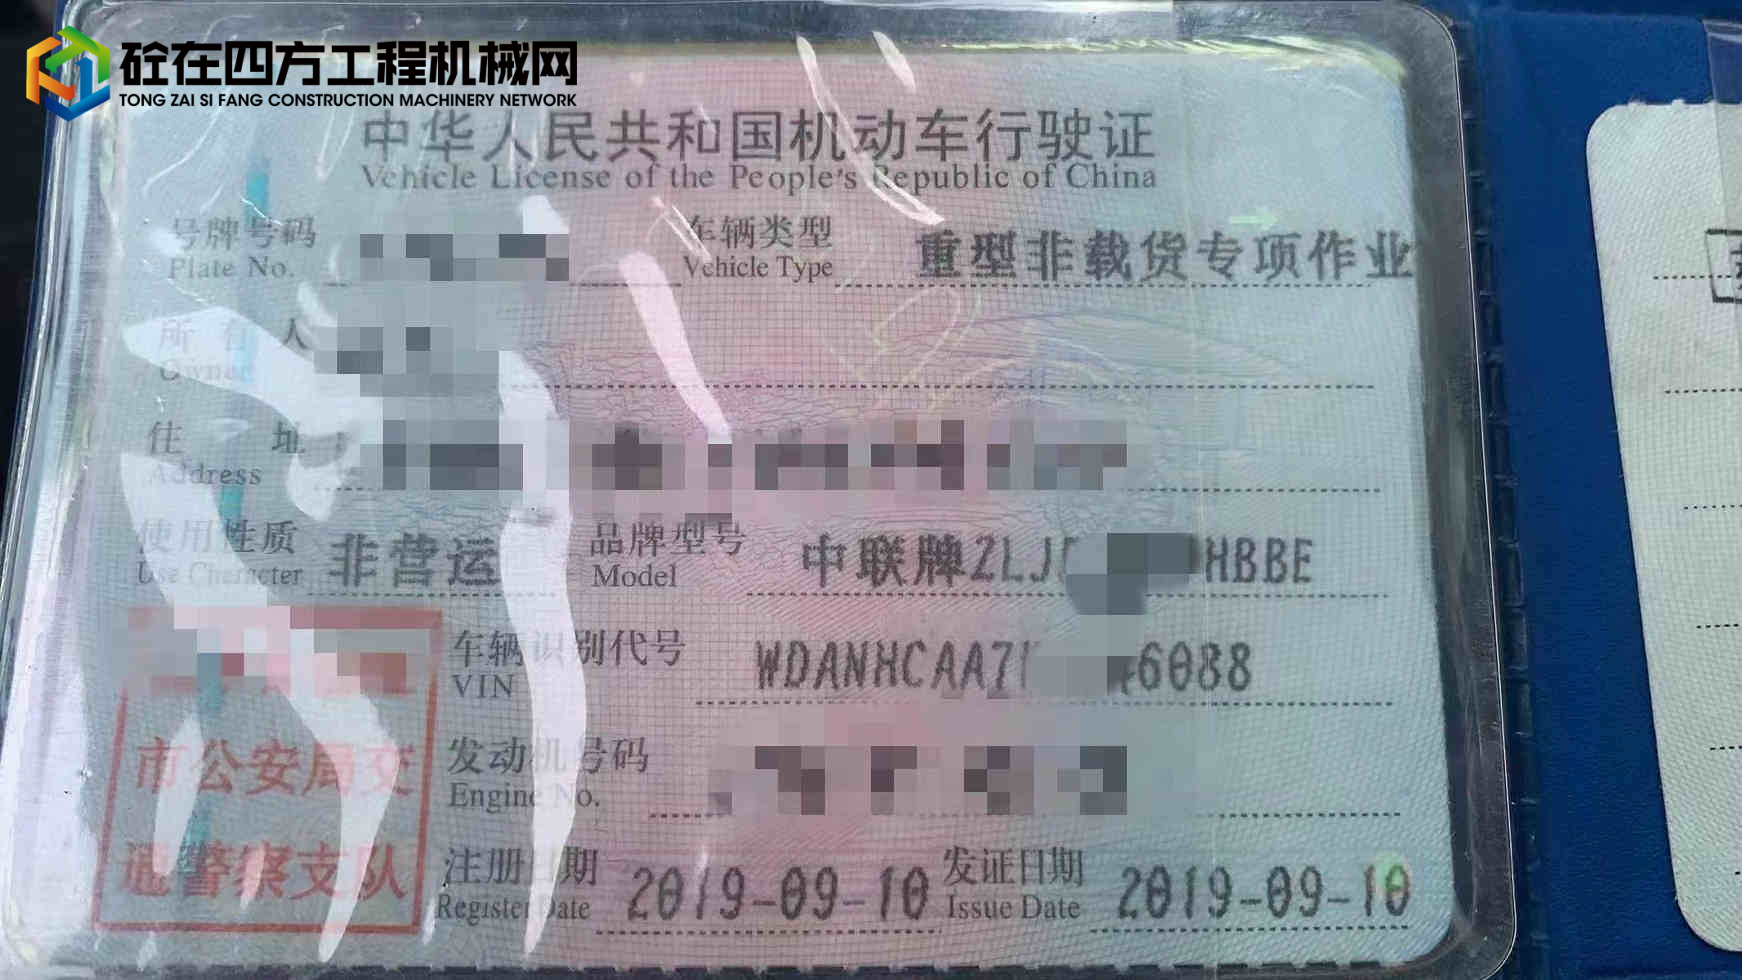 砼在四方工程机械网
TONG ZAI SI FANG CONSTRUCTION MACHINERY NETWORK
中华人民共和国机动车行驶证
Vehicle License of the People's Republic of China
号牌号码
Plate No.
车辆类型 重型非载货专项作业
Vehicle Type
所有人
Owner
住址
Address
使用性质 非营运
Use Character
品牌型号 中联牌ZLJ HBBE
Model
车辆识别代号 WDANHCAA7 46088
VIN
发动机号码
Engine No.
市公安局交
通警察支队
注册日期 2019-09-10
Register Date
发证日期 2019-09-10
Issue Date